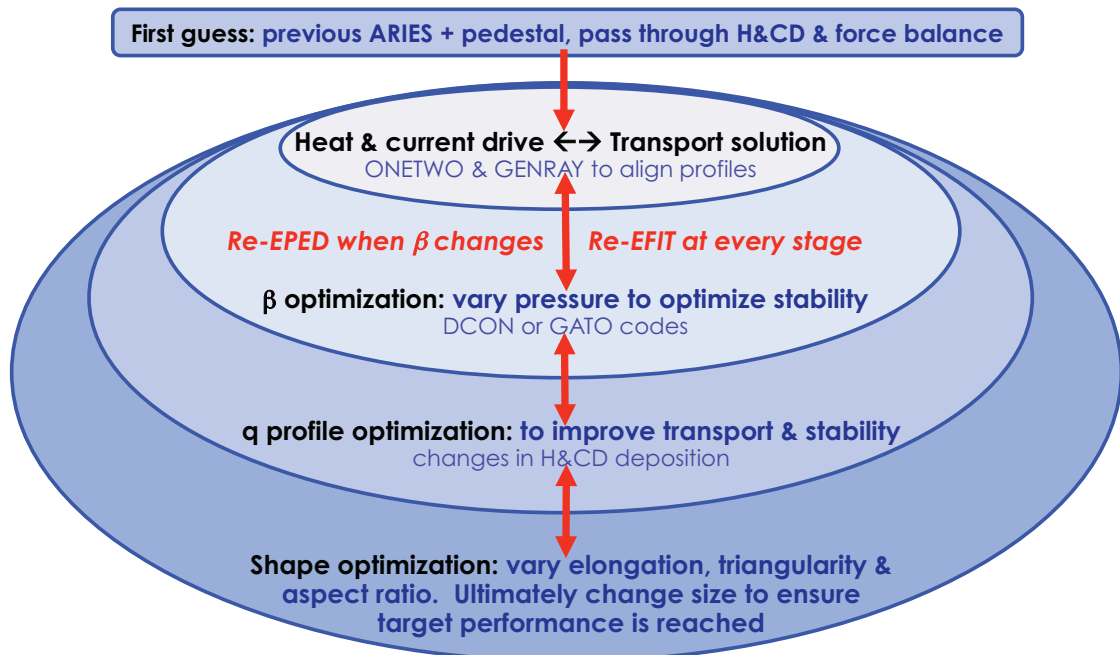 First guess: previous ARIES + pedestal, pass through H&CD & force balance
Heat & current drive ←→ Transport solution
ONETWO & GENRAY to align profiles
Re-EPED when β changes Re-EFIT at every stage
β optimization: vary pressure to optimize stability
DCON or GATO codes
q profile optimization: to improve transport & stability
changes in H&CD deposition
Shape optimization: vary elongation, triangularity &
aspect ratio. Ultimately change size to ensure
target performance is reached